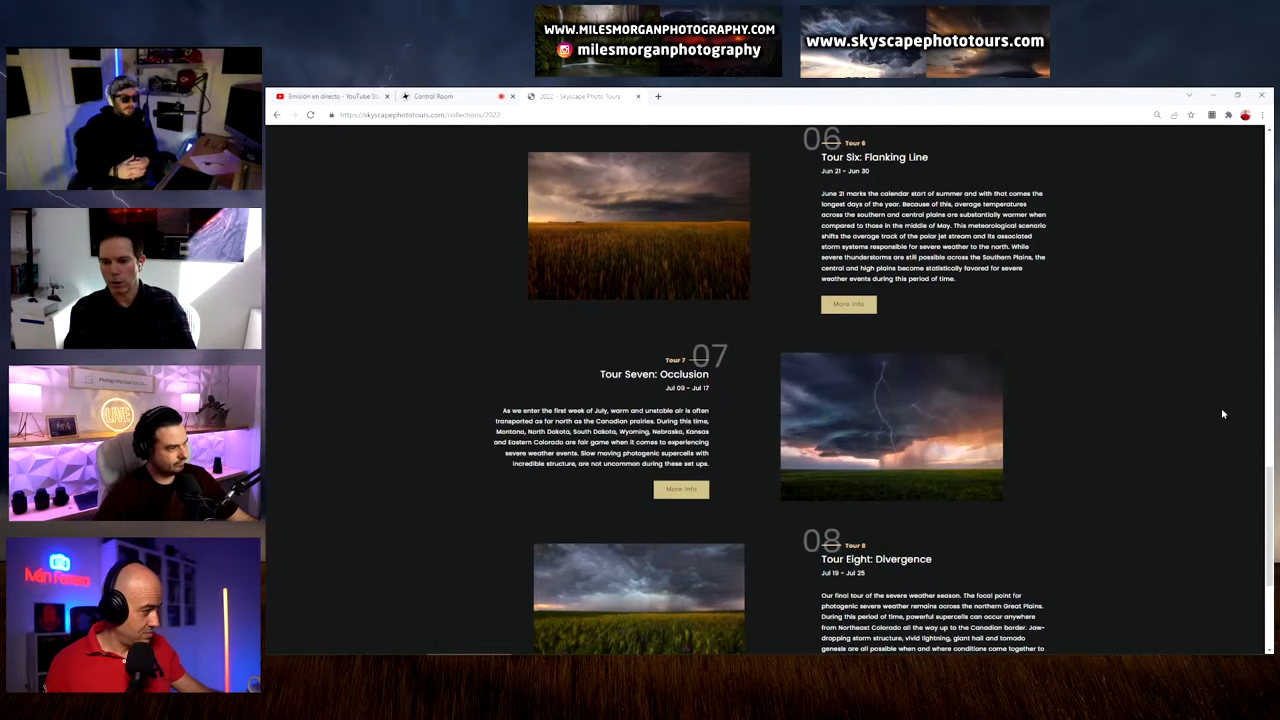 WWW.MILESMORGANPHOTOGRAPHY.COM
milesmorganphotography
www.skyscapephototours.com
Emisión en directo - YouTube St
Control Room
2022 - Skyscape Photo Tours
https://skyscapephototours.com/collections/2022
06
Tour 6
Tour Six: Flanking Line
Jun 21 - Jun 30
June 21 marks the calendar start of summer and with that comes the
longest days of the year. Because of this, average temperatures
across the southern and central plains are substantially warmer when
compared to those in the middle of May. This meteorological scenario
shifts the average track of the polar jet stream and its associated
storm systems responsible for severe weather to the north. While
severe thunderstorms are still possible across the Southern Plains, the
central and high plains become statistically favored for severe
weather events during this period of time.
More Info
Tour 7
07
Tour Seven: Occlusion
Jul 09 - Jul 17
As we enter the first week of July, warm and unstable air is often
transported as far north as the Canadian prairies. During this time,
Montana, North Dakota, South Dakota, Wyoming, Nebraska, Kansas
and Eastern Colorado are fair game when it comes to experiencing
severe weather events. Slow moving photogenic supercells with
incredible structure, are not uncommon during these set ups.
More Info
08
Tour 8
Tour Eight: Divergence
Jul 19 - Jul 25
Our final tour of the severe weather season. The focal point for
photogenic severe weather remains across the northern Great Plains.
During this period of time, powerful supercells can occur anywhere
from Northeast Colorado all the way up to the Canadian border. Jaw-
dropping storm structure, vivid lightning, giant hail and tornado
genesis are all possible when and where conditions come together to
LIVE
Iván Ferrero